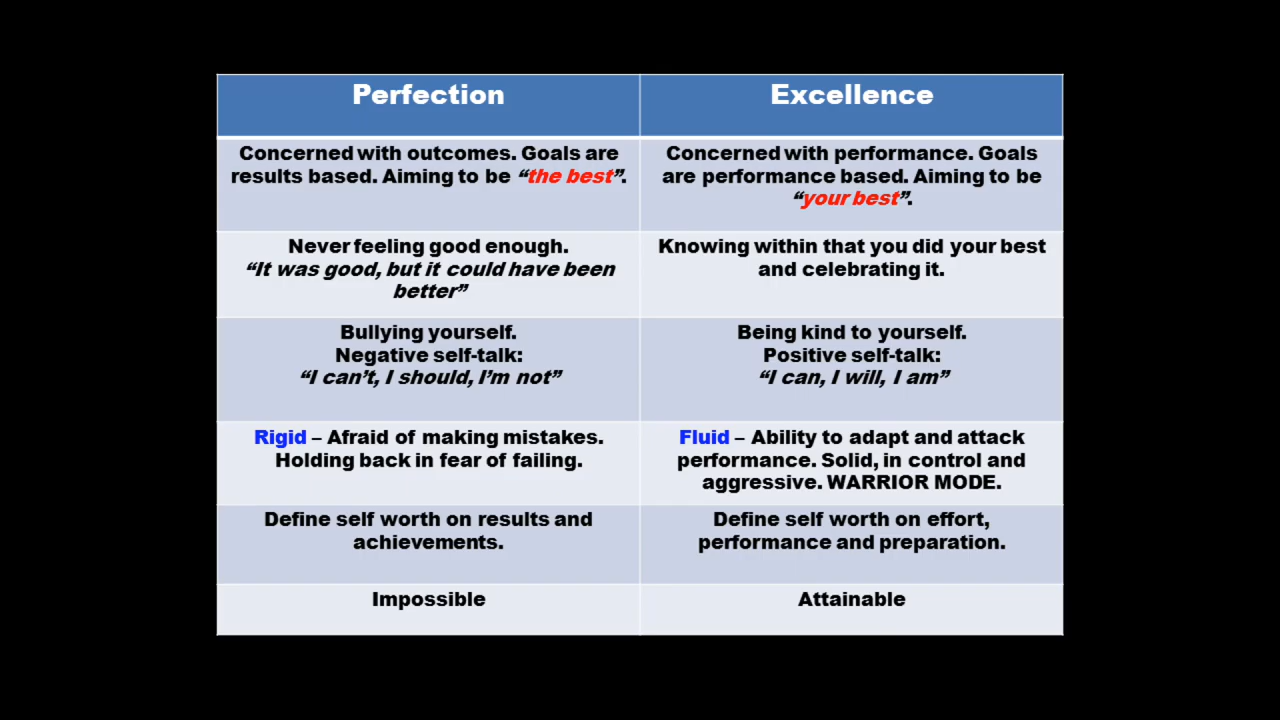 Perfection
Excellence
Concerned with outcomes. Goals are
results based. Aiming to be “the best”.
Concerned with performance. Goals
are performance based. Aiming to be
“your best”.
Never feeling good enough.
“It was good, but it could have been
better”
Knowing within that you did your best
and celebrating it.
Bullying yourself.
Negative self-talk:
“I can’t, I should, I’m not”
Being kind to yourself.
Positive self-talk:
“I can, I will, I am”
Rigid – Afraid of making mistakes.
Holding back in fear of failing.
Fluid – Ability to adapt and attack
performance. Solid, in control and
aggressive. WARRIOR MODE.
Define self worth on results and
achievements.
Define self worth on effort,
performance and preparation.
Impossible
Attainable